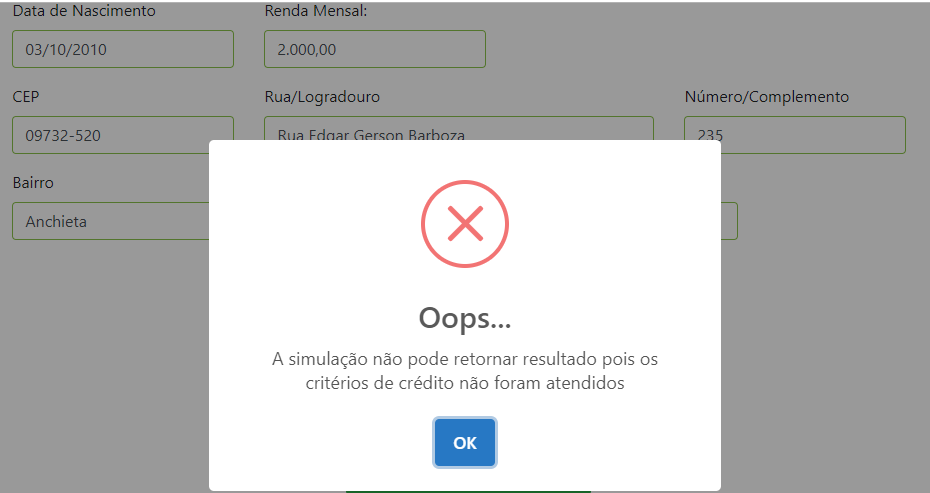 Data de Nascimento Renda Mensal:
03/10/2010 2.000,00
CEP Rua/Logradouro Número/Complemento
09732-520 Rua Edgar Gerson Barboza 235
Bairro
Anchieta
Oops...
A simulação não pode retornar resultado pois os
critérios de crédito não foram atendidos
OK